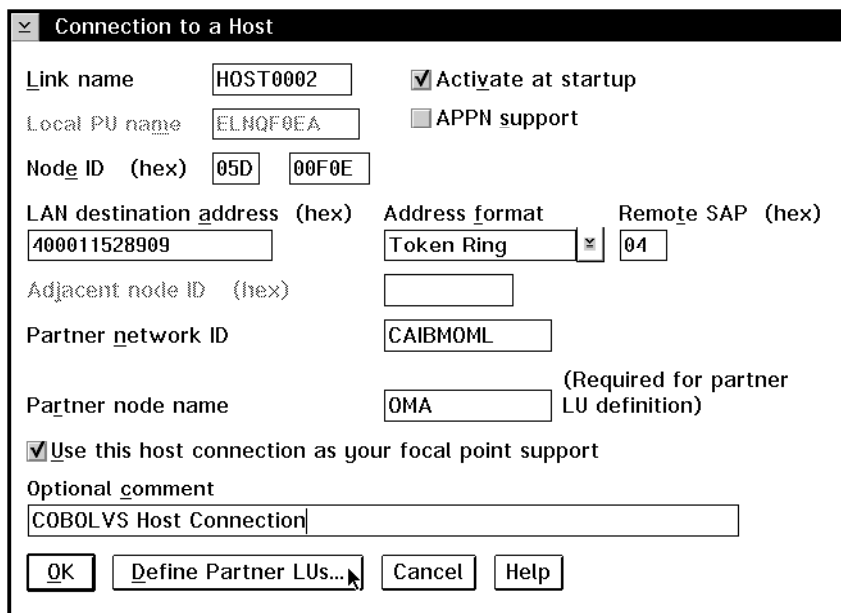 Connection to a Host
Link name HOST0002 Activate at startup
Local PU name ELNQF0EA APPN support
Node ID (hex) 05D 00F0E
LAN destination address (hex) Address format Remote SAP (hex)
400011528909 Token Ring 04
Adjacent node ID (hex)
Partner network ID CAIBMOML
(Required for partner
Partner node name OMA LU definition)
Use this host connection as your focal point support
Optional comment
COBOLVS Host Connection
OK Define Partner LUs... Cancel Help